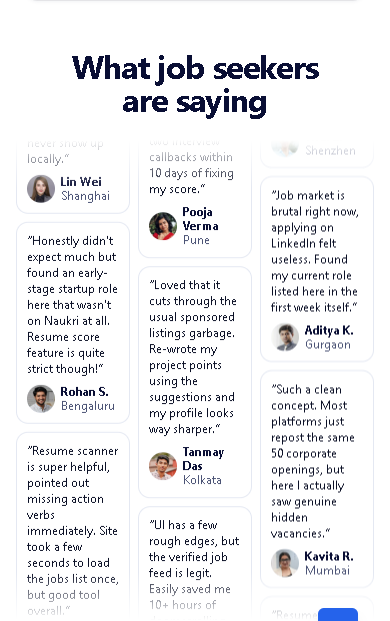 What job seekers
are saying
never show up
locally.”
Lin Wei
Shanghai
”Honestly didn't
expect much but
found an early-
stage startup role
here that wasn't
on Naukri at all.
Resume score
feature is quite
strict though!”
Rohan S.
Bengaluru
”Resume scanner
is super helpful,
pointed out
missing action
verbs
immediately. Site
took a few
seconds to load
the jobs list once,
but good tool
overall.”
two interview
callbacks within
10 days of fixing
my score.”
Pooja
Verma
Pune
”Loved that it
cuts through the
usual sponsored
listings garbage.
Re-wrote my
project points
using the
suggestions and
my profile looks
way sharper.”
Tanmay
Das
Kolkata
”UI has a few
rough edges, but
the verified job
feed is legit.
Easily saved me
10+ hours of
Shenzhen
”Job market is
brutal right now,
applying on
LinkedIn felt
useless. Found
my current role
listed here in the
first week itself.”
Aditya K.
Gurgaon
”Such a clean
concept. Most
platforms just
repost the same
50 corporate
openings, but
here I actually
saw genuine
hidden
vacancies.”
Kavita R.
Mumbai
”Resume